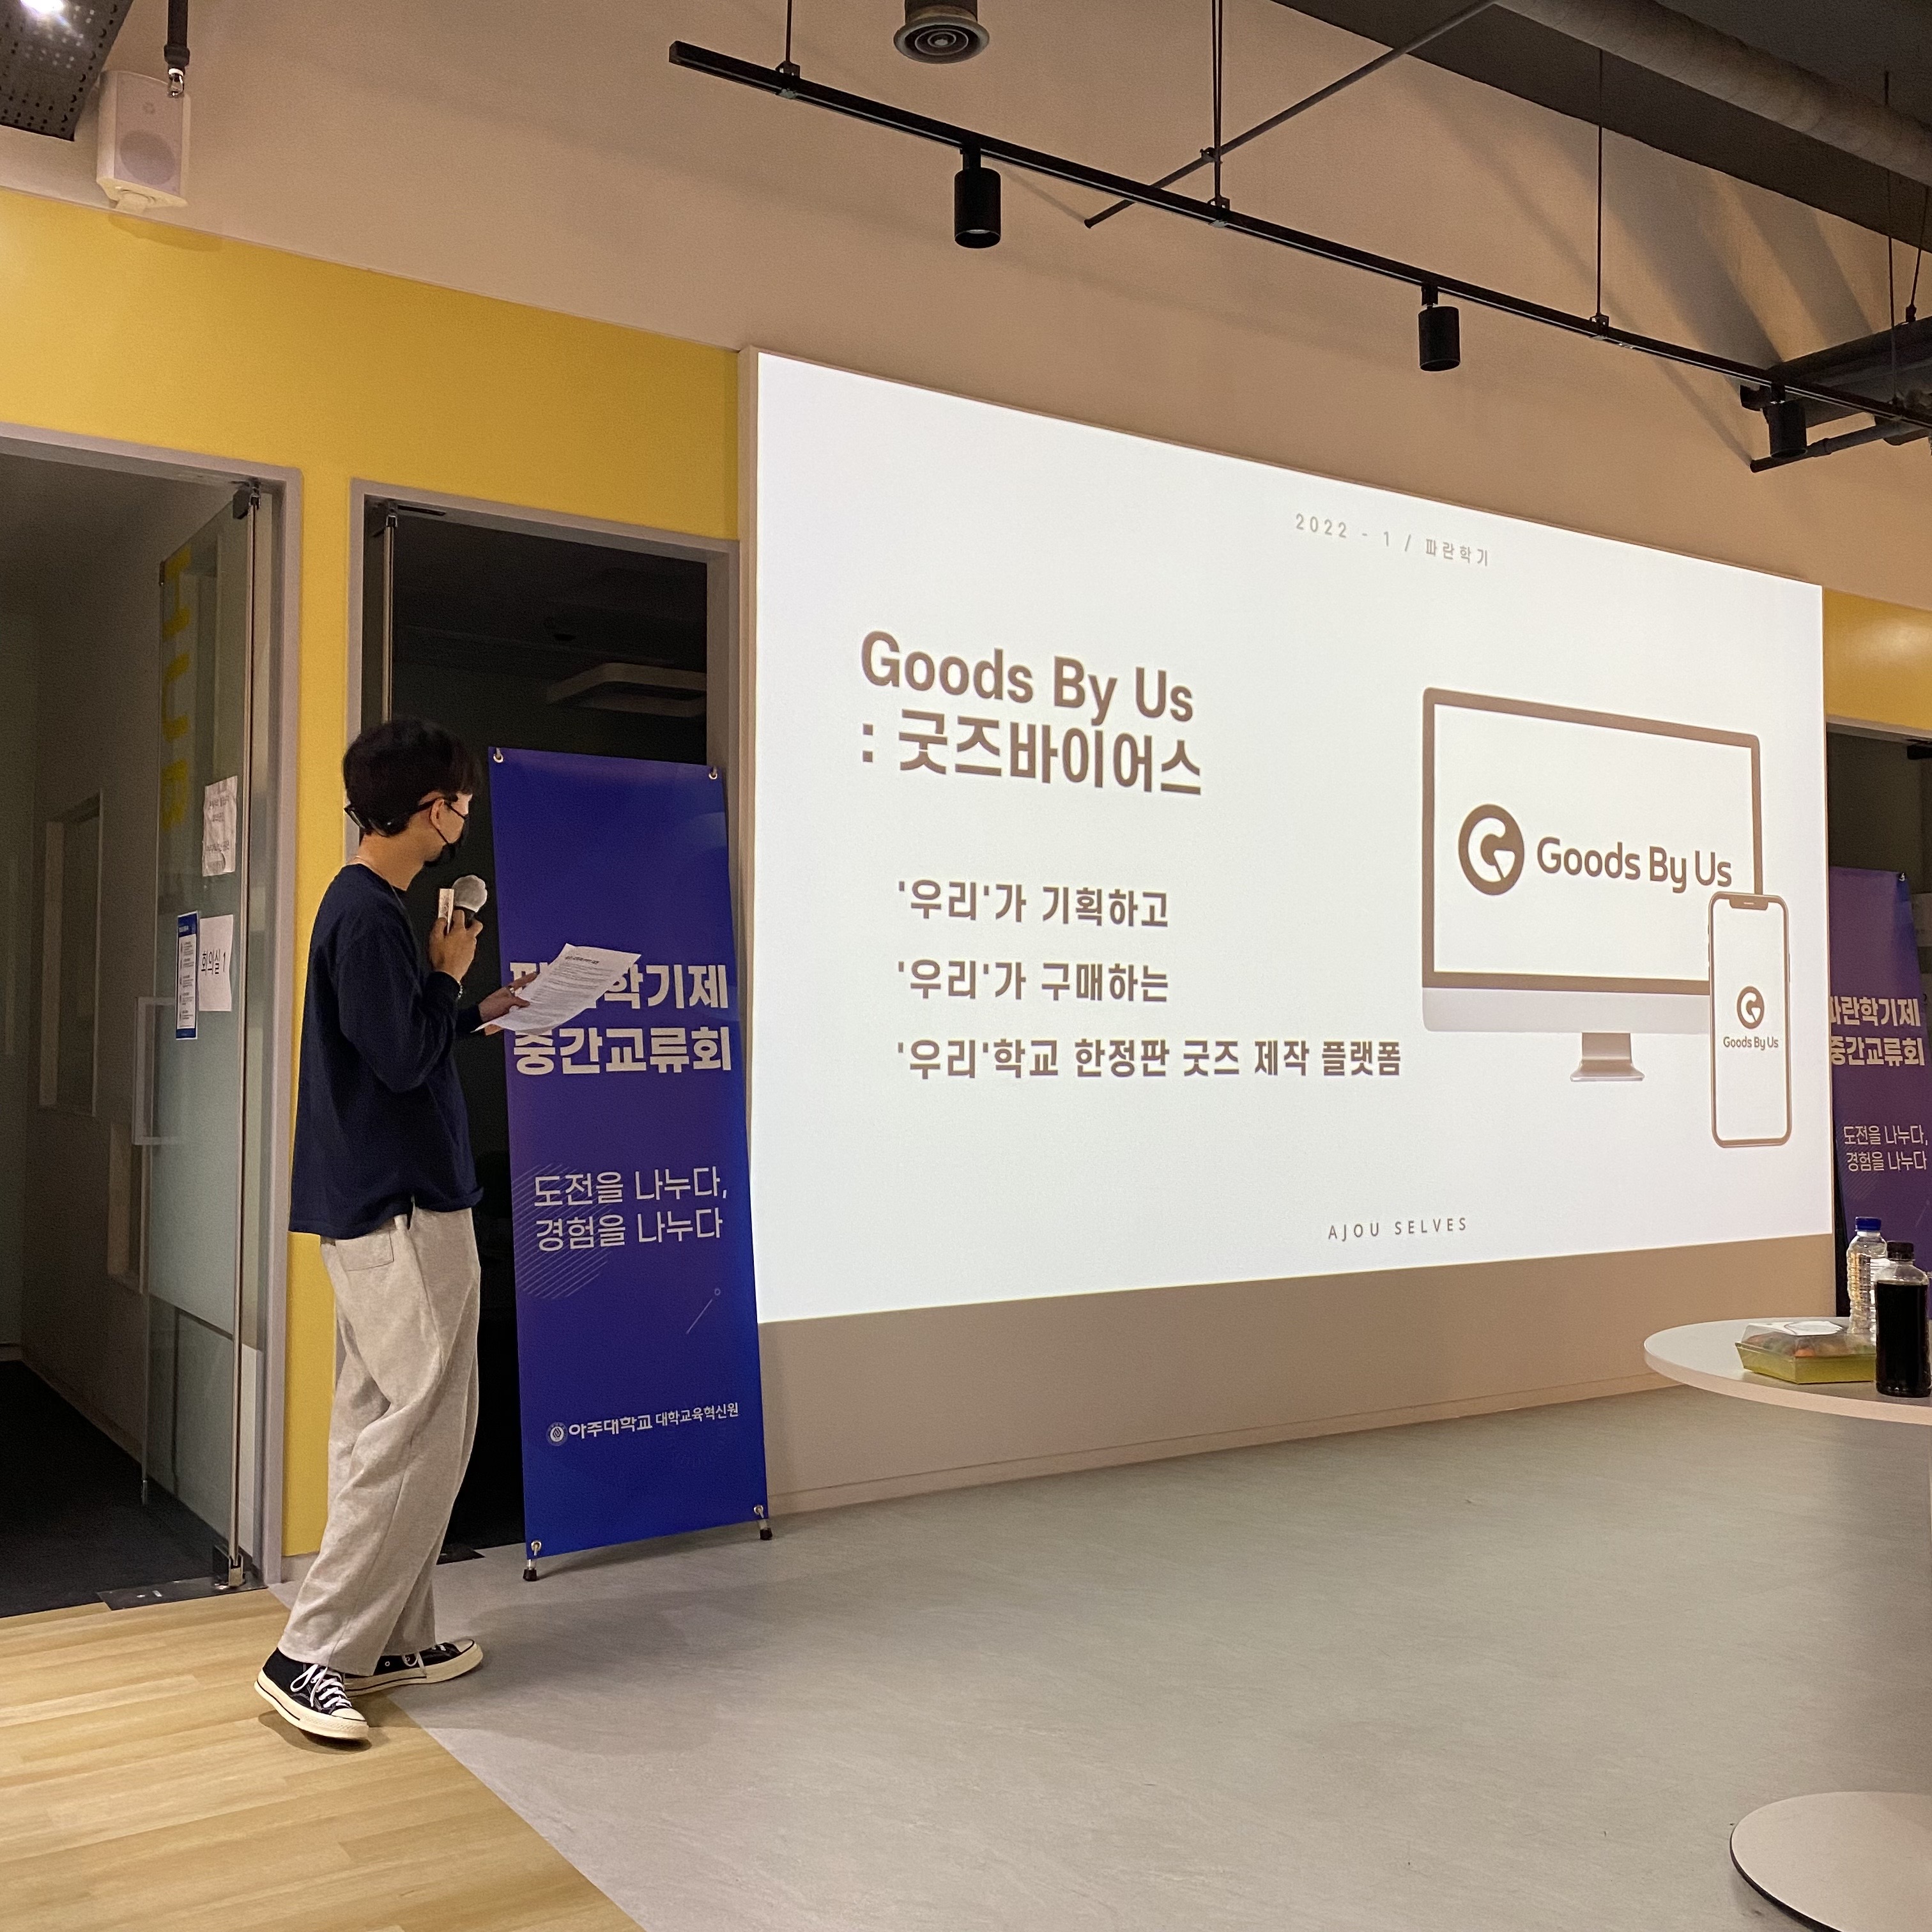 2022 - 1 / 파란학기
Goods By Us
: 굿즈바이어스
'우리'가 기획하고
'우리'가 구매하는
'우리'학교 한정판 굿즈 제작 플랫폼
Goods By Us
Goods By Us
AJOU SELVES
학기제
중간교류회
도전을 나누다,
경험을 나누다
아주대학교 대학교육혁신원
파란학기제
중간교류회
도전을 나누다,
경험을 나누다
회의실 1
HUB